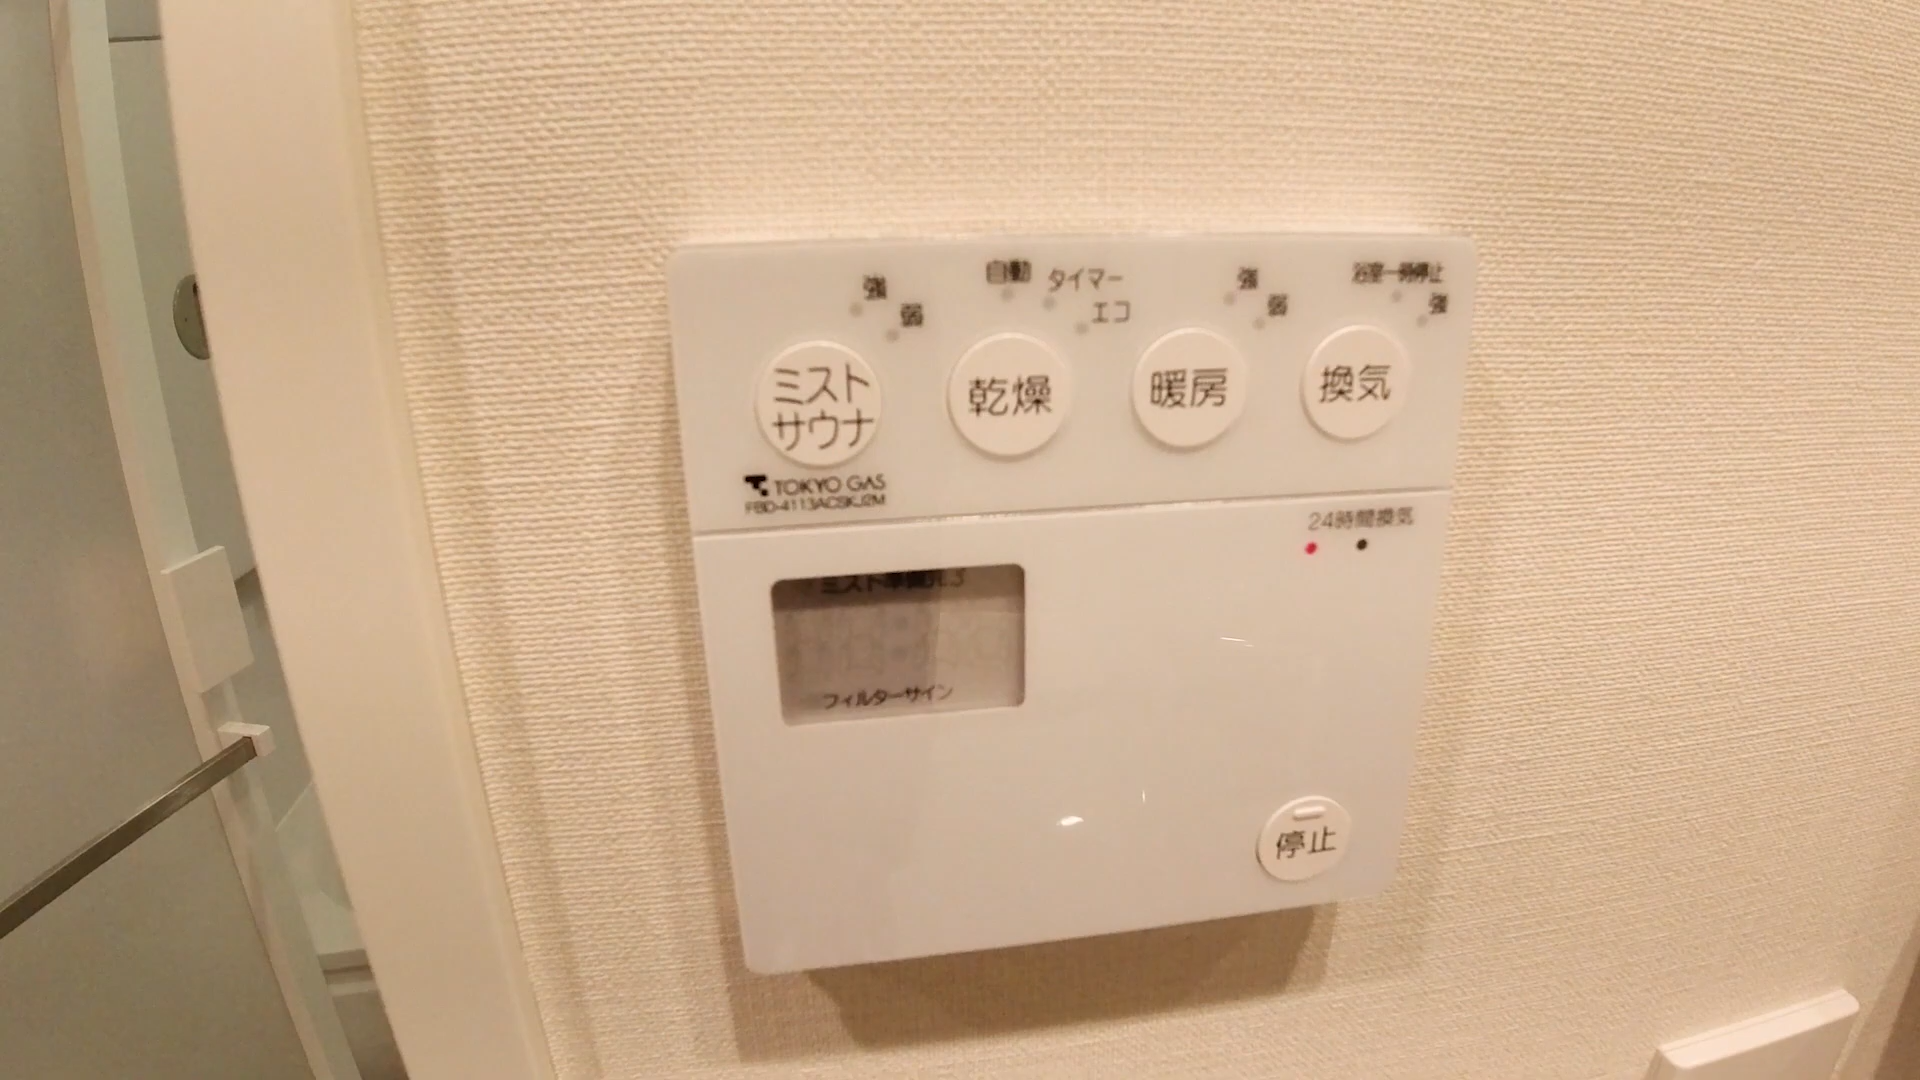 強
弱
自動
タイマー
エコ
強
弱
浴室一時停止
強
ミスト
サウナ
乾燥
暖房
換気
TOKYO GAS
FBD-4113ACSKJ2M
24時間換気
フィルターサイン
停止